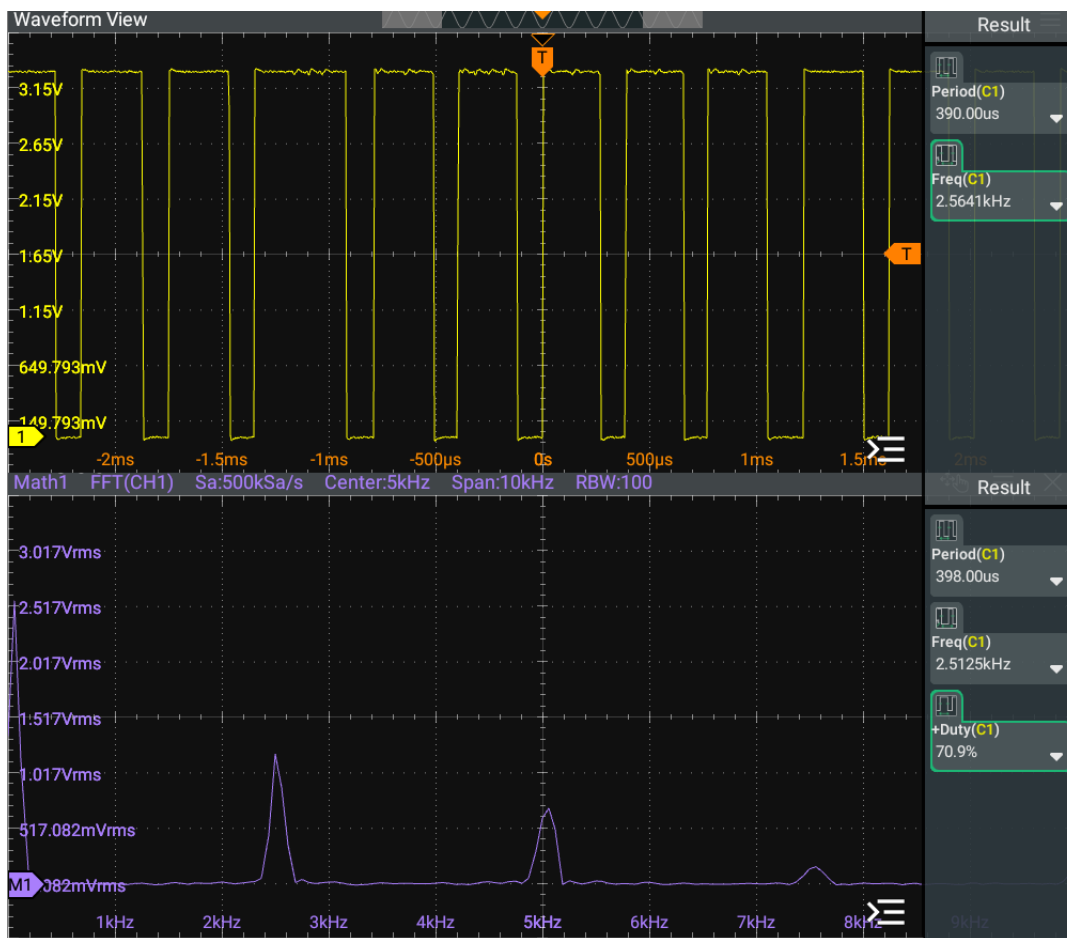 Waveform View
Result
T
3.15V
2.65V
2.15V
1.65V
T
1.15V
649.793mV
149.793mV
1
-2ms -1.5ms -1ms -500µs 0s 500µs 1ms 1.5ms 2ms
Period(C1)
390.00us
Freq(C1)
2.5641kHz
Math1 FFT(CH1) Sa:500kSa/s Center:5kHz Span:10kHz RBW:100
Result
3.017Vrms
2.517Vrms
2.017Vrms
1.517Vrms
1.017Vrms
517.082mVrms
M1 082mVrms
1kHz 2kHz 3kHz 4kHz 5kHz 6kHz 7kHz 8kHz 9kHz
Period(C1)
398.00us
Freq(C1)
2.5125kHz
+Duty(C1)
70.9%